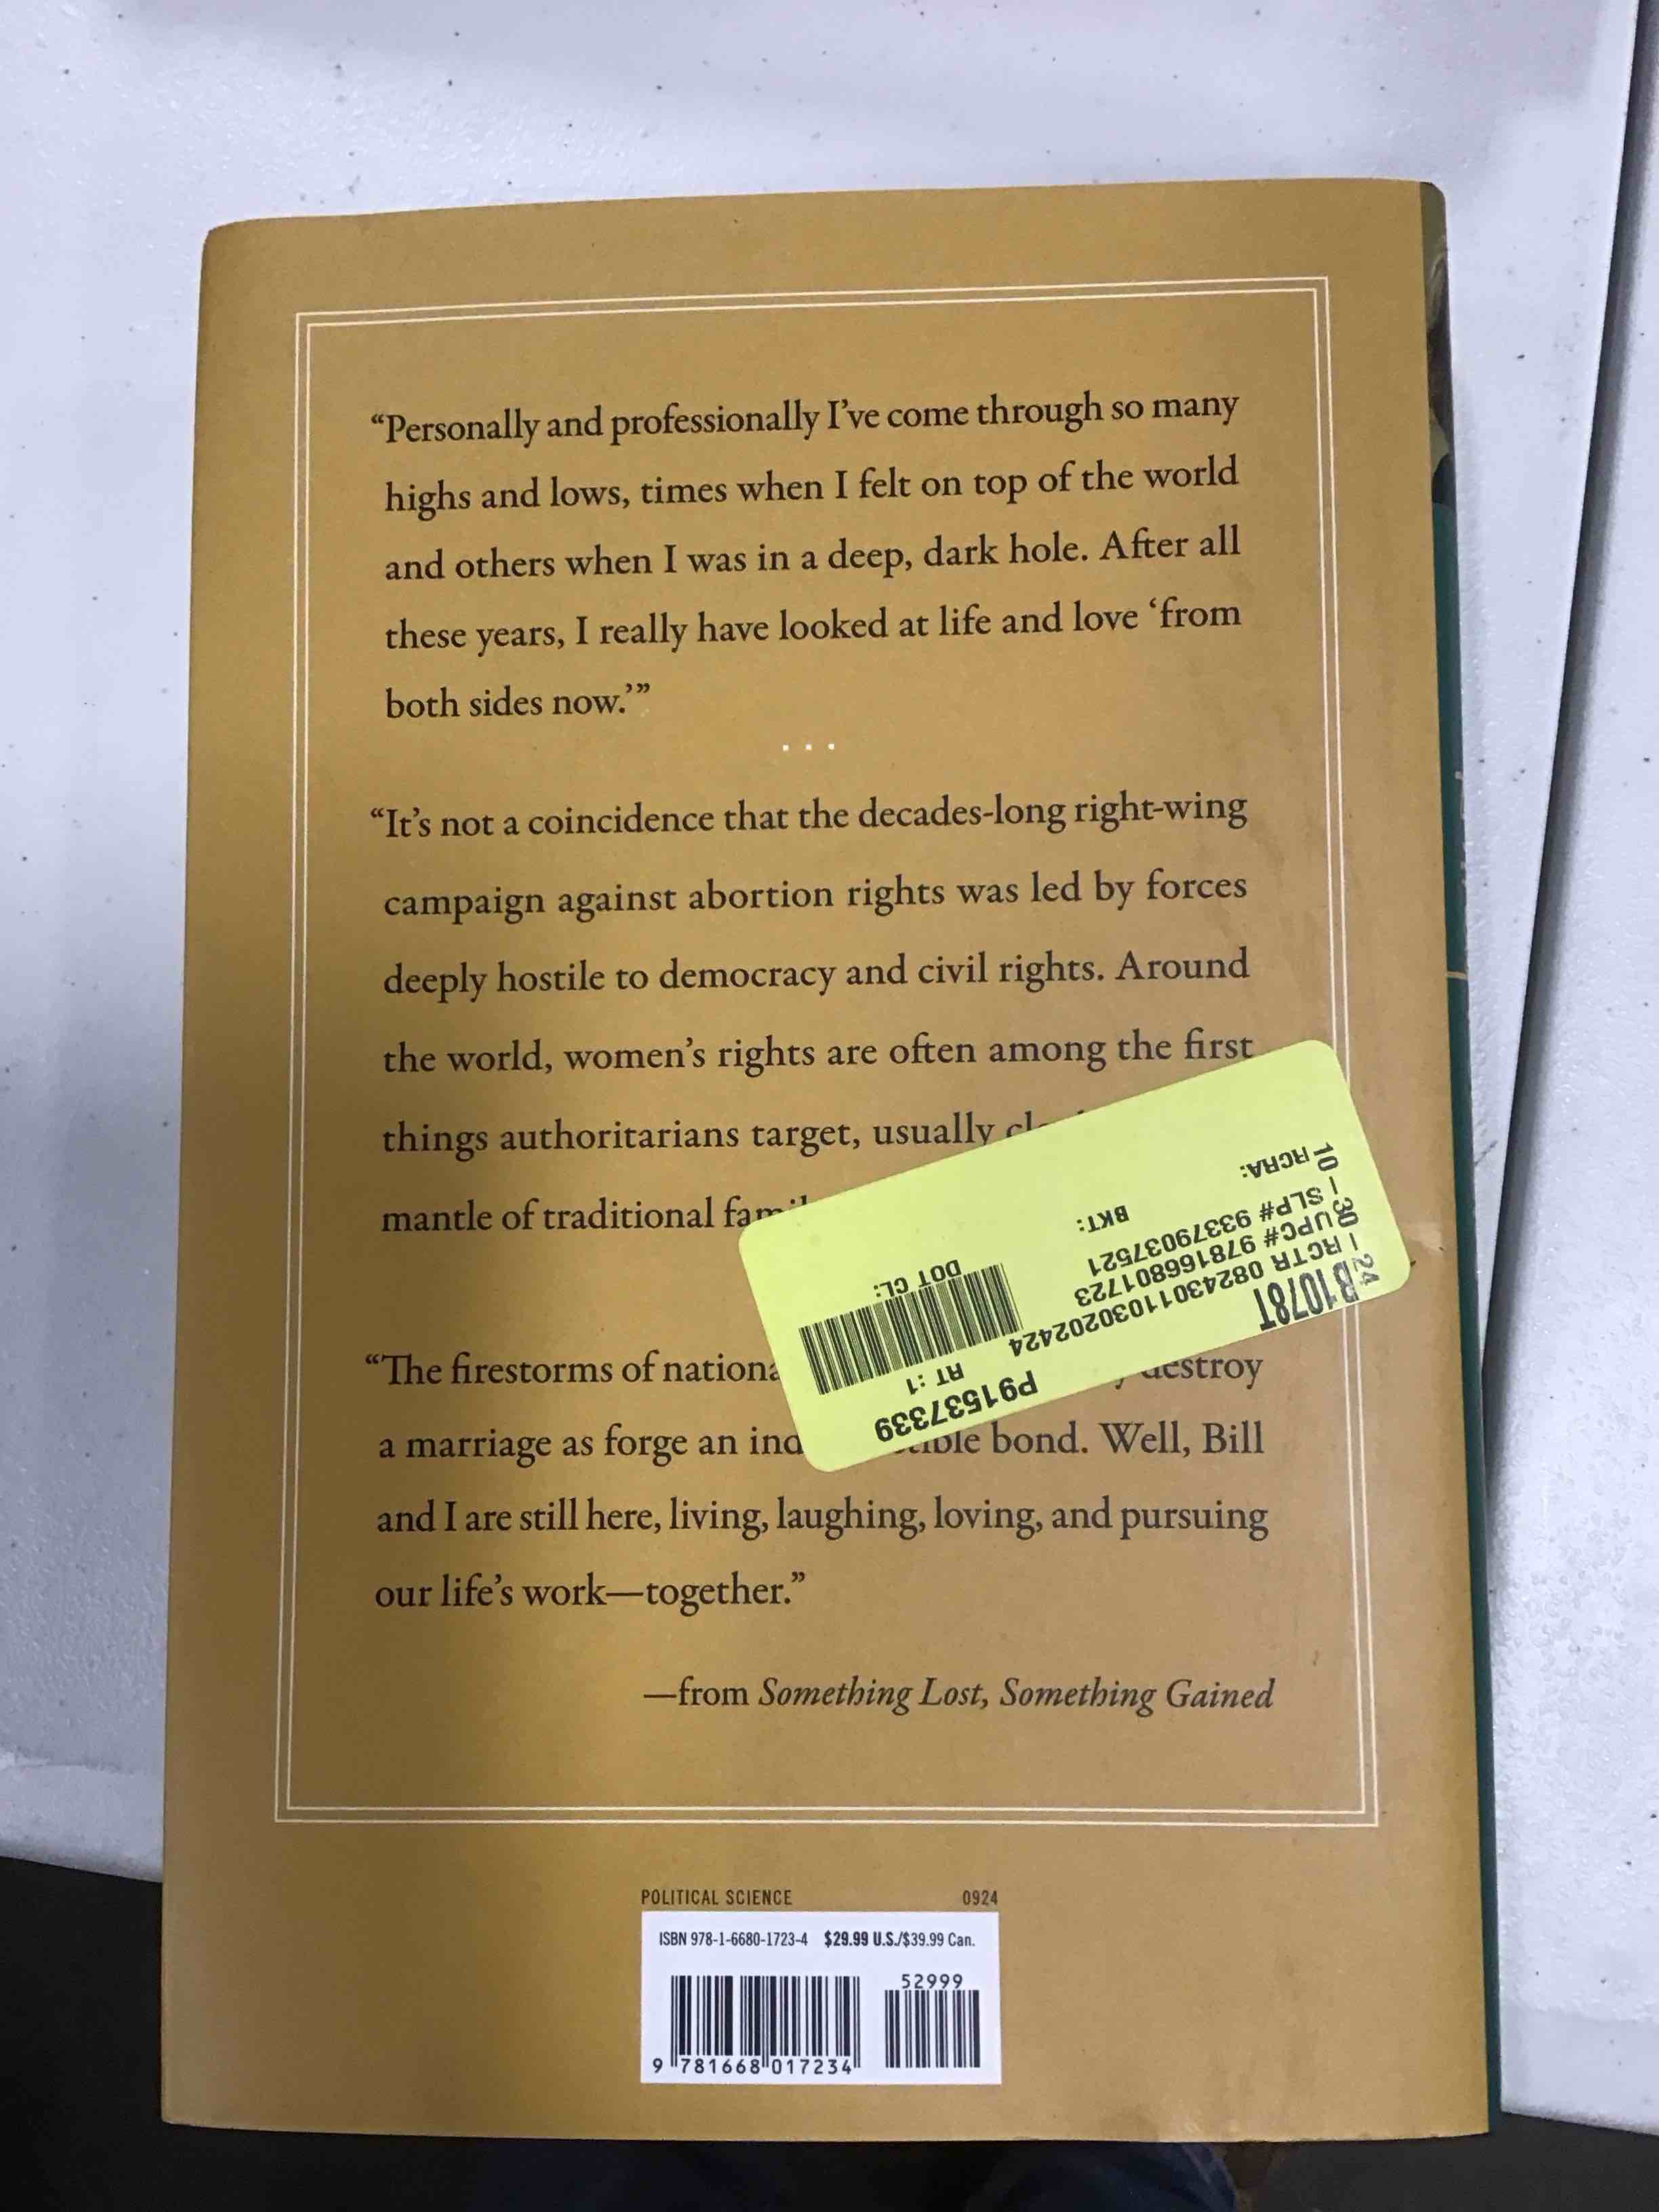 “Personally and professionally I’ve come through so many
highs and lows, times when I felt on top of the world
and others when I was in a deep, dark hole. After all
these years, I really have looked at life and love ‘from
both sides now.’”
...
“It’s not a coincidence that the decades-long right-wing
campaign against abortion rights was led by forces
deeply hostile to democracy and civil rights. Around
the world, women’s rights are often among the first
things authoritarians target, usually
mantle of traditional
“The firestorms of destroy
a marriage as forge an bond. Well, Bill
and I are still here, living, laughing, loving, and pursuing
our life’s work—together.”
—from Something Lost, Something Gained
P91537339
RT : 1
DOT CL:
B1078T
RCTR 08243011030202424
UPC# 9781668801723
SLP# 93379037521
BKT:
RCRA:
10 - 30 24
POLITICAL SCIENCE 0924
ISBN 978-1-6680-1723-4 $29.99 U.S./$39.99 Can.
52999
9 781668 017234